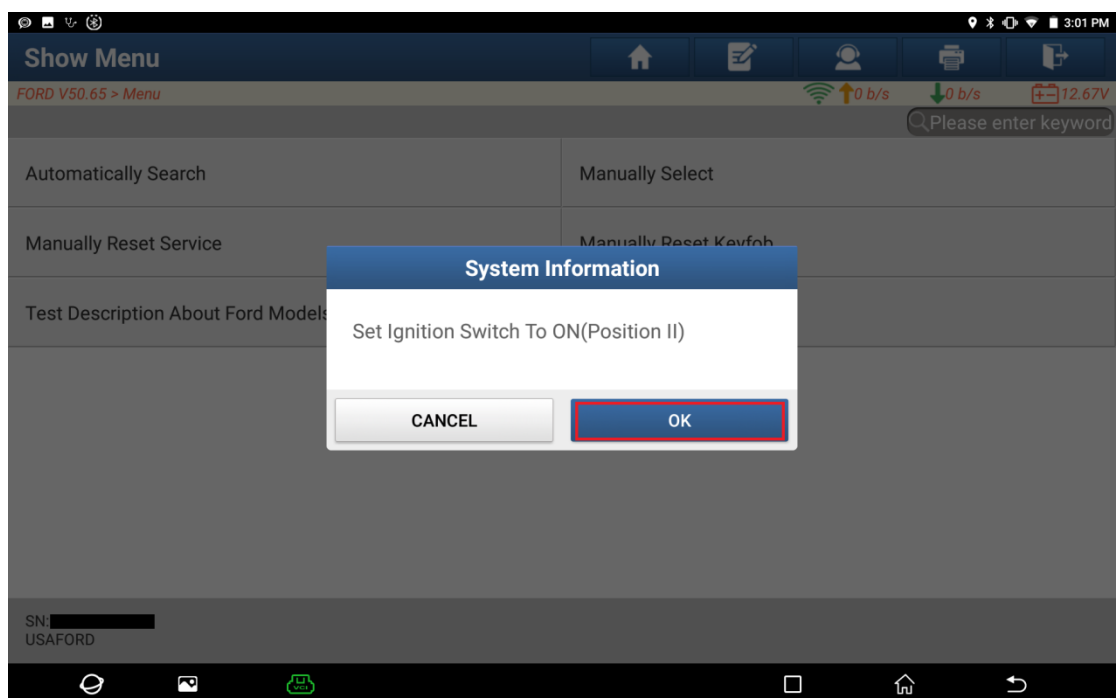 3:01 PM
Show Menu
FORD V50.65 > Menu
0 b/s
0 b/s
12.67V
Please enter keyword
Automatically Search
Manually Select
Manually Reset Service
Manually Reset Keyfob
Test Description About Ford Models
System Information
Set Ignition Switch To ON(Position II)
CANCEL
OK
SN:
USAFORD
VCI